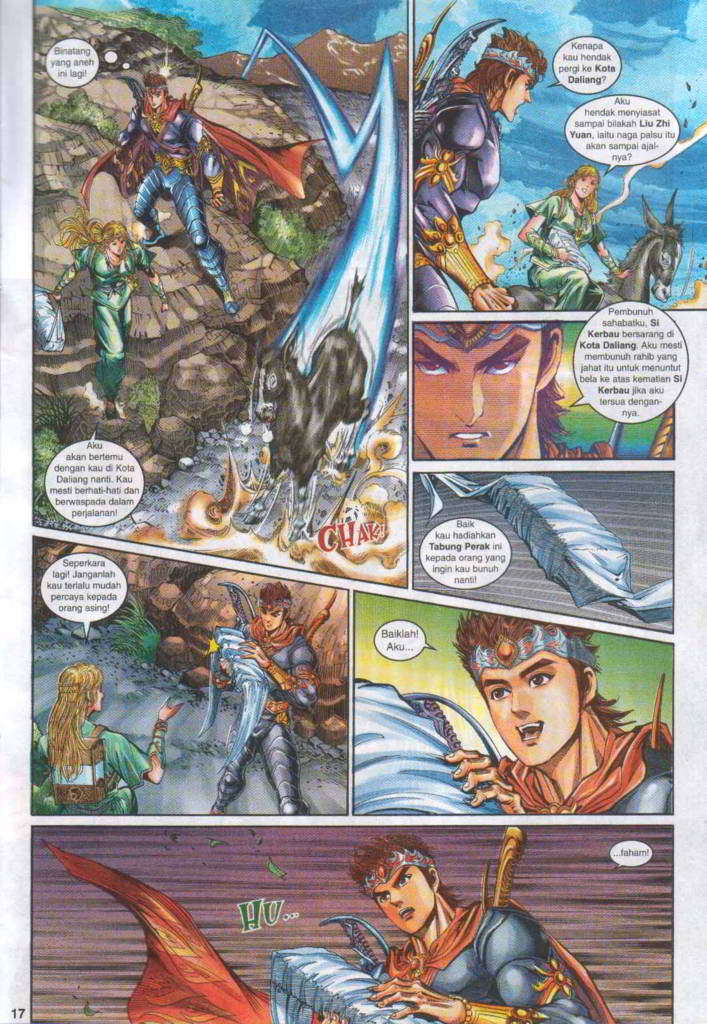 Binatang
yang aneh
ini lagi!
Aku
akan bertemu
dengan kau di Kota
Daliang nanti. Kau
mesti berhati-hati dan
berwaspada dalam
perjalanan!
CHAK!
Kenapa
kau hendak
pergi ke Kota
Daliang?
Aku
hendak menyiasat
sampai bilakah Liu Zhi
Yuan, iaitu naga palsu itu
akan sampai ajal-
nya?
Pembunuh
sahabatku, Si
Kerbau bersarang di
Kota Daliang. Aku mesti
membunuh rahib yang
jahat itu untuk menuntut
bela ke atas kematian Si
Kerbau jika aku
tersua dengan-
nya.
Baik
kau hadiahkan
Tabung Perak ini
kepada orang yang
ingin kau bunuh
nanti!
Seperkara
lagi! Janganlah
kau terlalu mudah
percaya kepada
orang asing!
Baiklah!
Aku...
...faham!
HU...
17